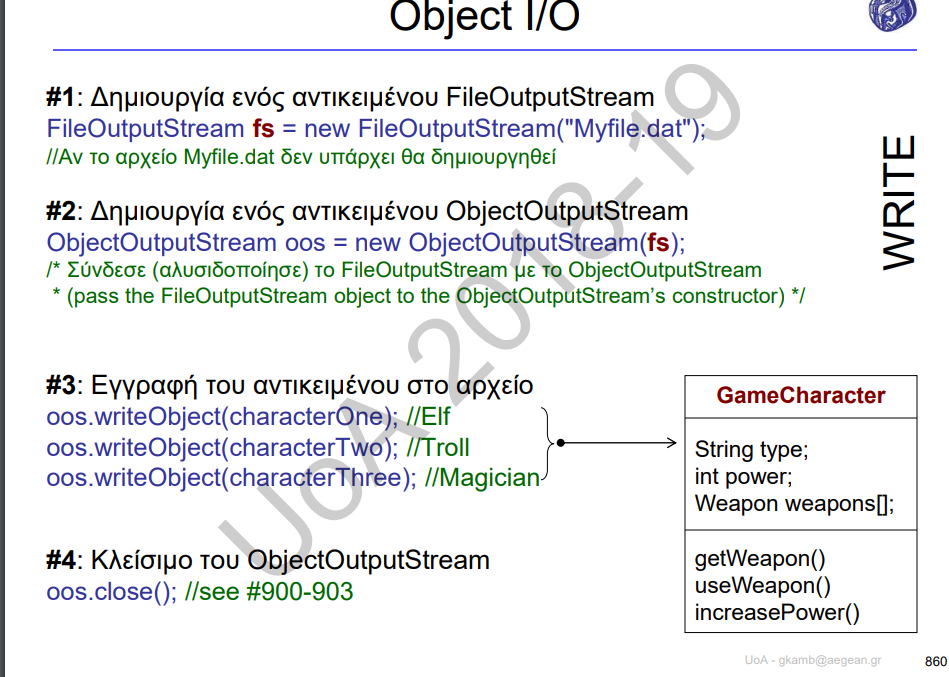 Object I/O
#1: Δημιουργία ενός αντικειμένου FileOutputStream
FileOutputStream fs = new FileOutputStream("Myfile.dat");
//Αν το αρχείο Myfile.dat δεν υπάρχει θα δημιουργηθεί
#2: Δημιουργία ενός αντικειμένου ObjectOutputStream
ObjectOutputStream oos = new ObjectOutputStream(fs);
/* Σύνδεσε (αλυσιδοποίησε) το FileOutputStream με το ObjectOutputStream
* (pass the FileOutputStream object to the ObjectOutputStream's constructor) */
WRITE
#3: Εγγραφή του αντικειμένου στο αρχείο
oos.writeObject(characterOne); //Elf
oos.writeObject(characterTwo); //Troll
oos.writeObject(characterThree); //Magician
GameCharacter
String type;
int power;
Weapon weapons[];
getWeapon()
useWeapon()
increasePower()
#4: Κλείσιμο του ObjectOutputStream
oos.close(); //see #900-903
UoA 2018-19
UoA - gkamb@aegean.gr
860